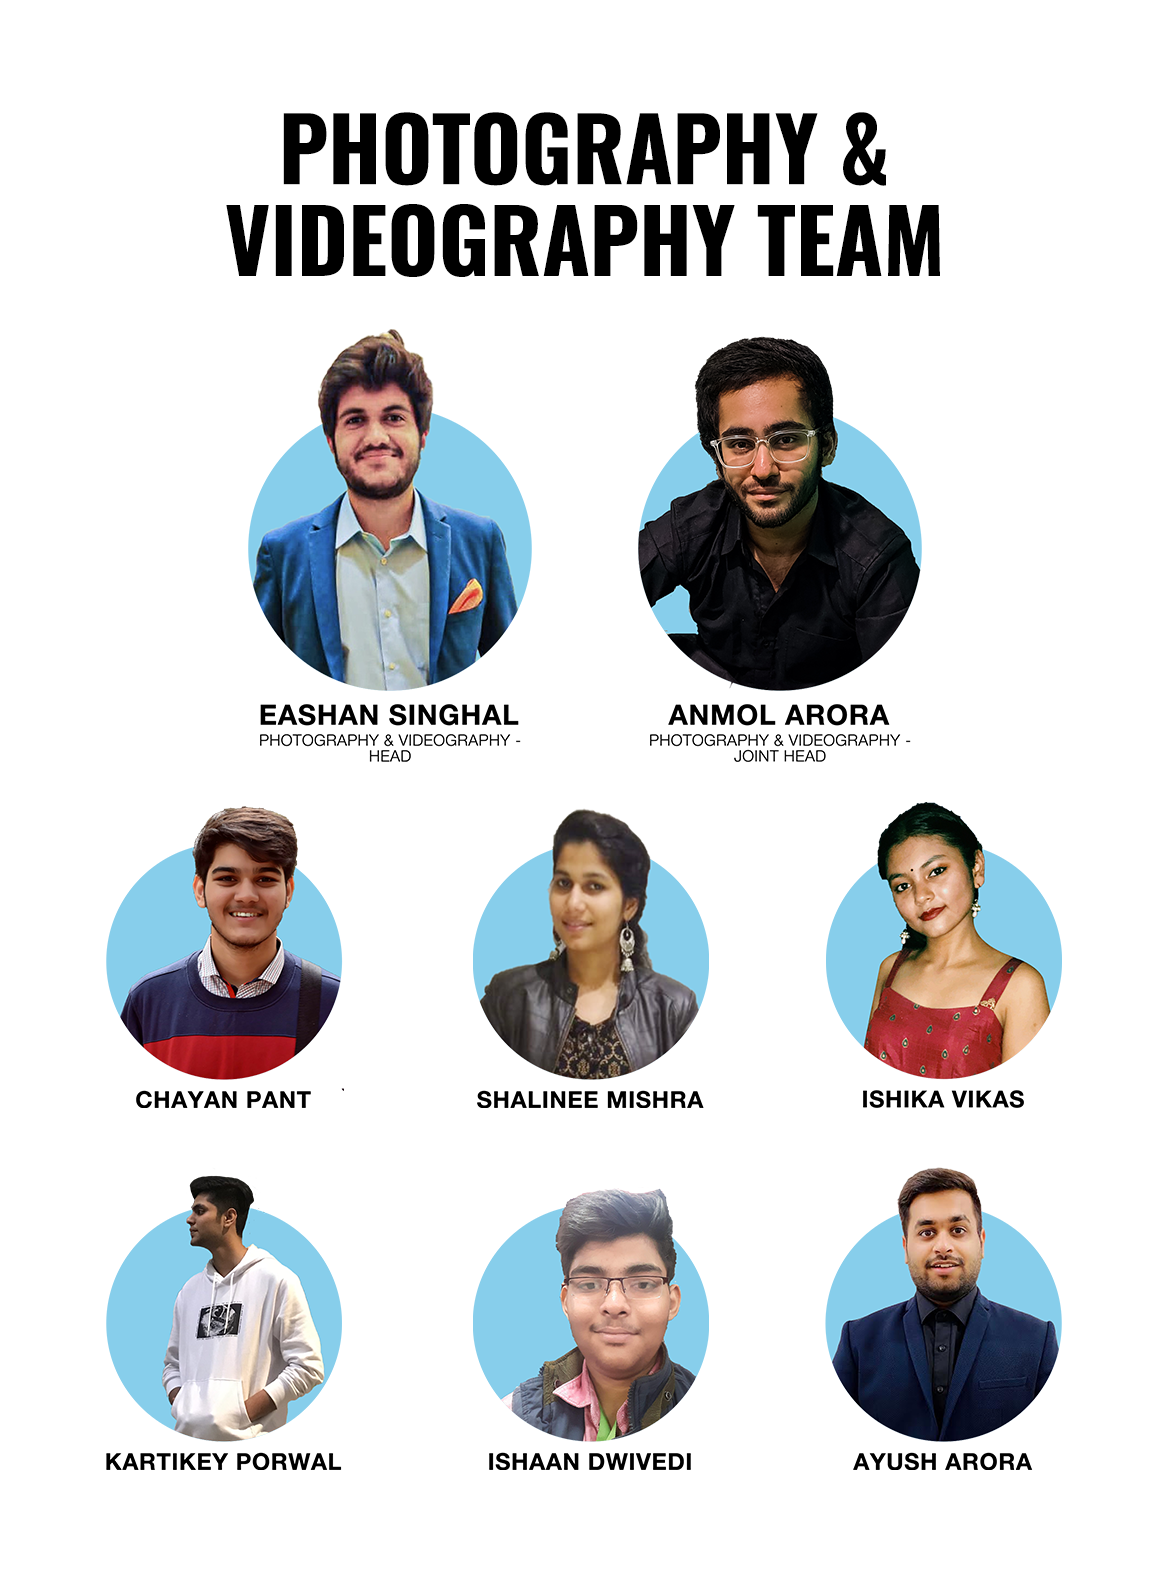 PHOTOGRAPHY &
VIDEOGRAPHY TEAM
EASHAN SINGHAL
PHOTOGRAPHY & VIDEOGRAPHY -
HEAD
ANMOL ARORA
PHOTOGRAPHY & VIDEOGRAPHY -
JOINT HEAD
CHAYAN PANT
SHALINEE MISHRA
ISHIKA VIKAS
KARTIKEY PORWAL
ISHAAN DWIVEDI
AYUSH ARORA